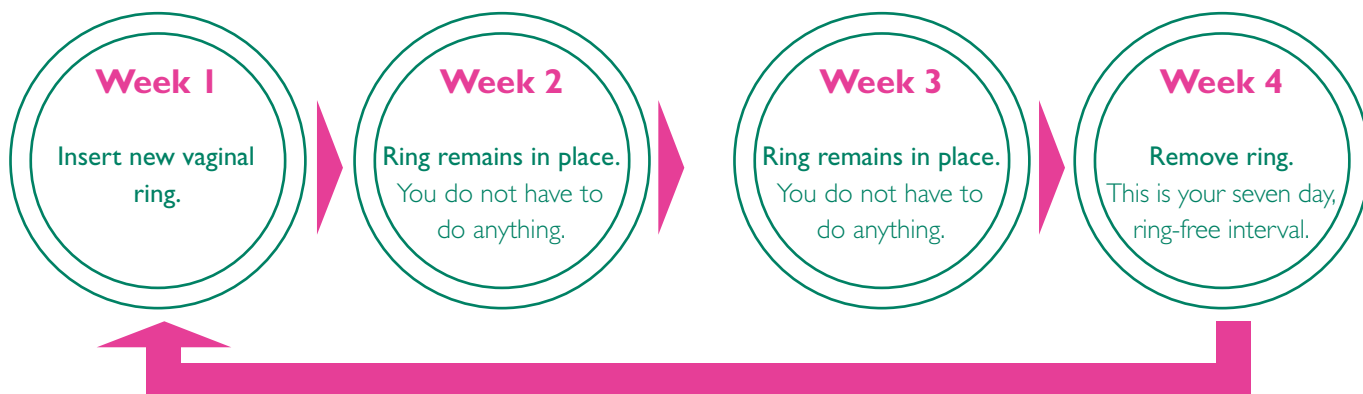 Week 1
Insert new vaginal
ring.
Week 2
Ring remains in place.
You do not have to
do anything.
Week 3
Ring remains in place.
You do not have to
do anything.
Week 4
Remove ring.
This is your seven day,
ring-free interval.